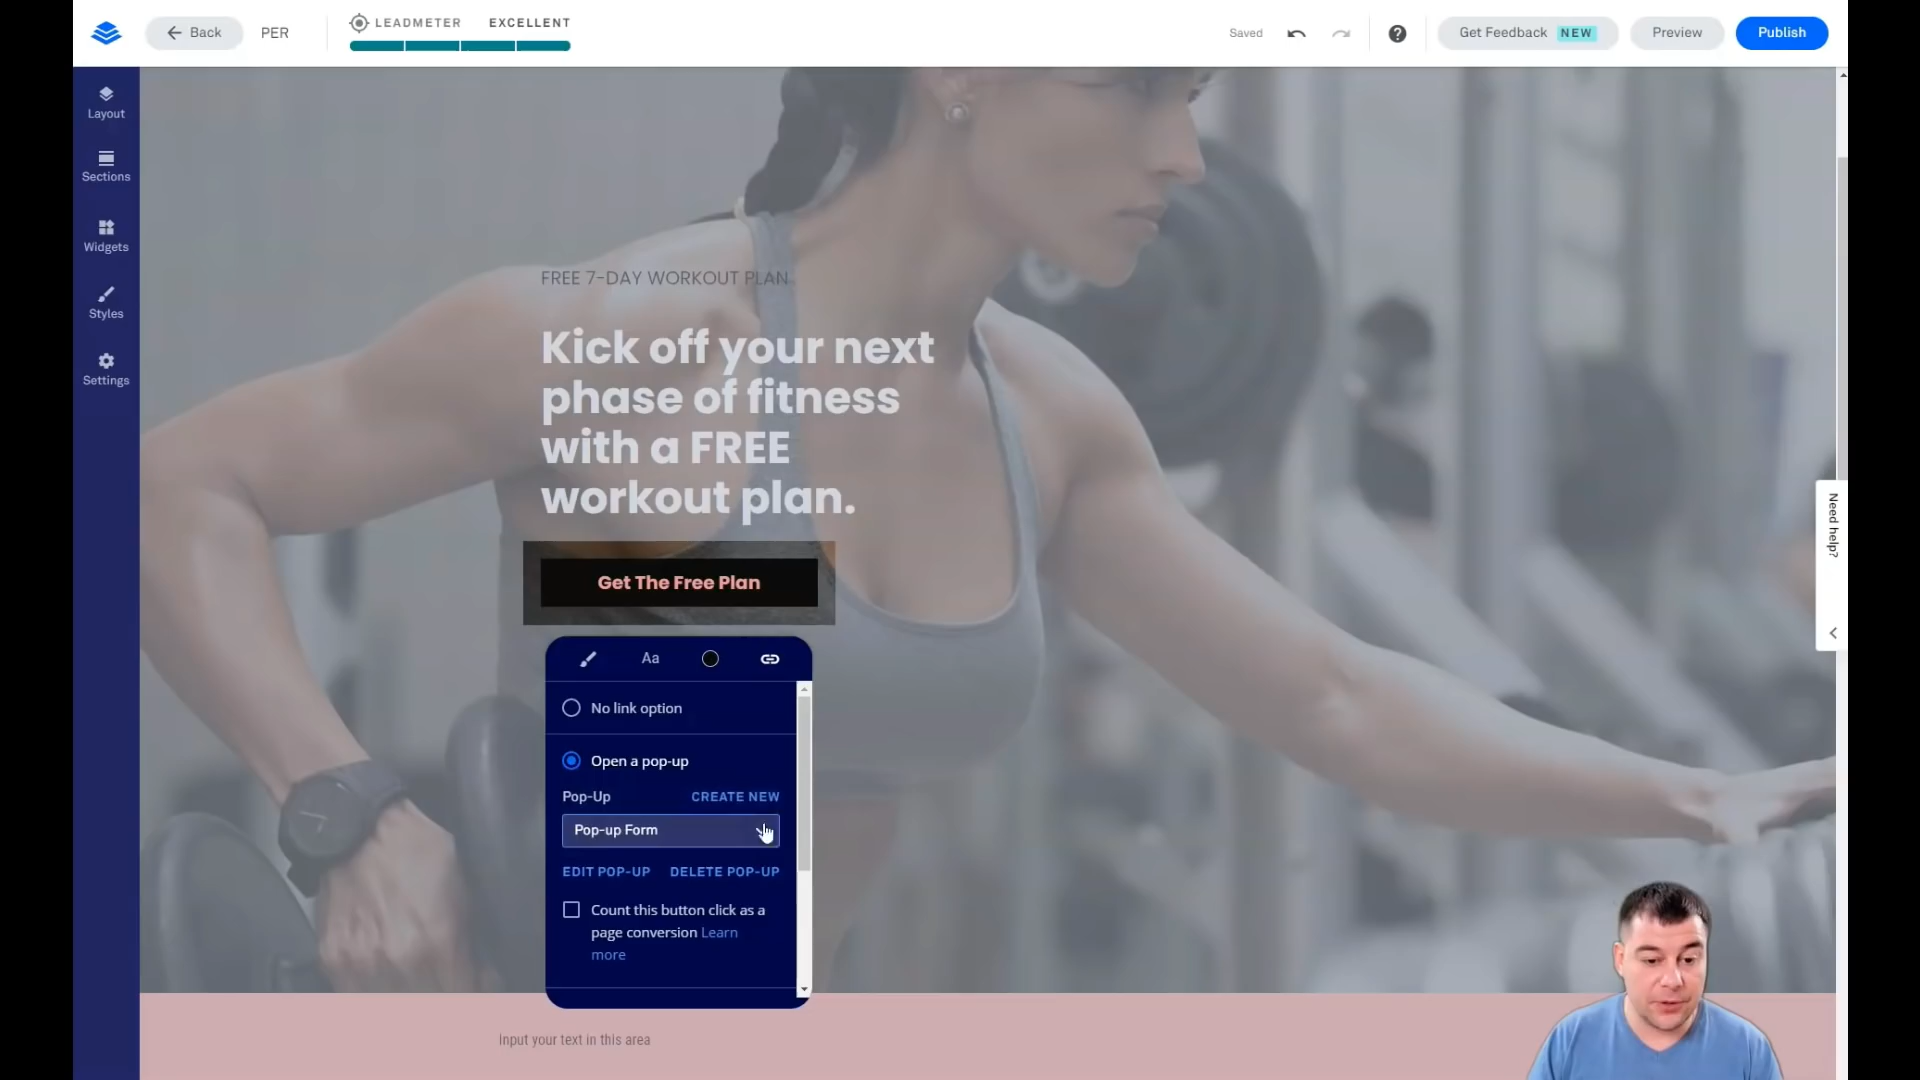 Back
PER
LEADMETER EXCELLENT
Saved
Get Feedback NEW
Preview
Publish
Layout
Sections
Widgets
Styles
Settings
FREE 7-DAY WORKOUT PLAN
Kick off your next
phase of fitness
with a FREE
workout plan.
Get The Free Plan
Aa
No link option
Open a pop-up
Pop-Up CREATE NEW
Pop-up Form
EDIT POP-UP DELETE POP-UP
Count this button click as a
page conversion Learn
more
Input your text in this area
Need help?